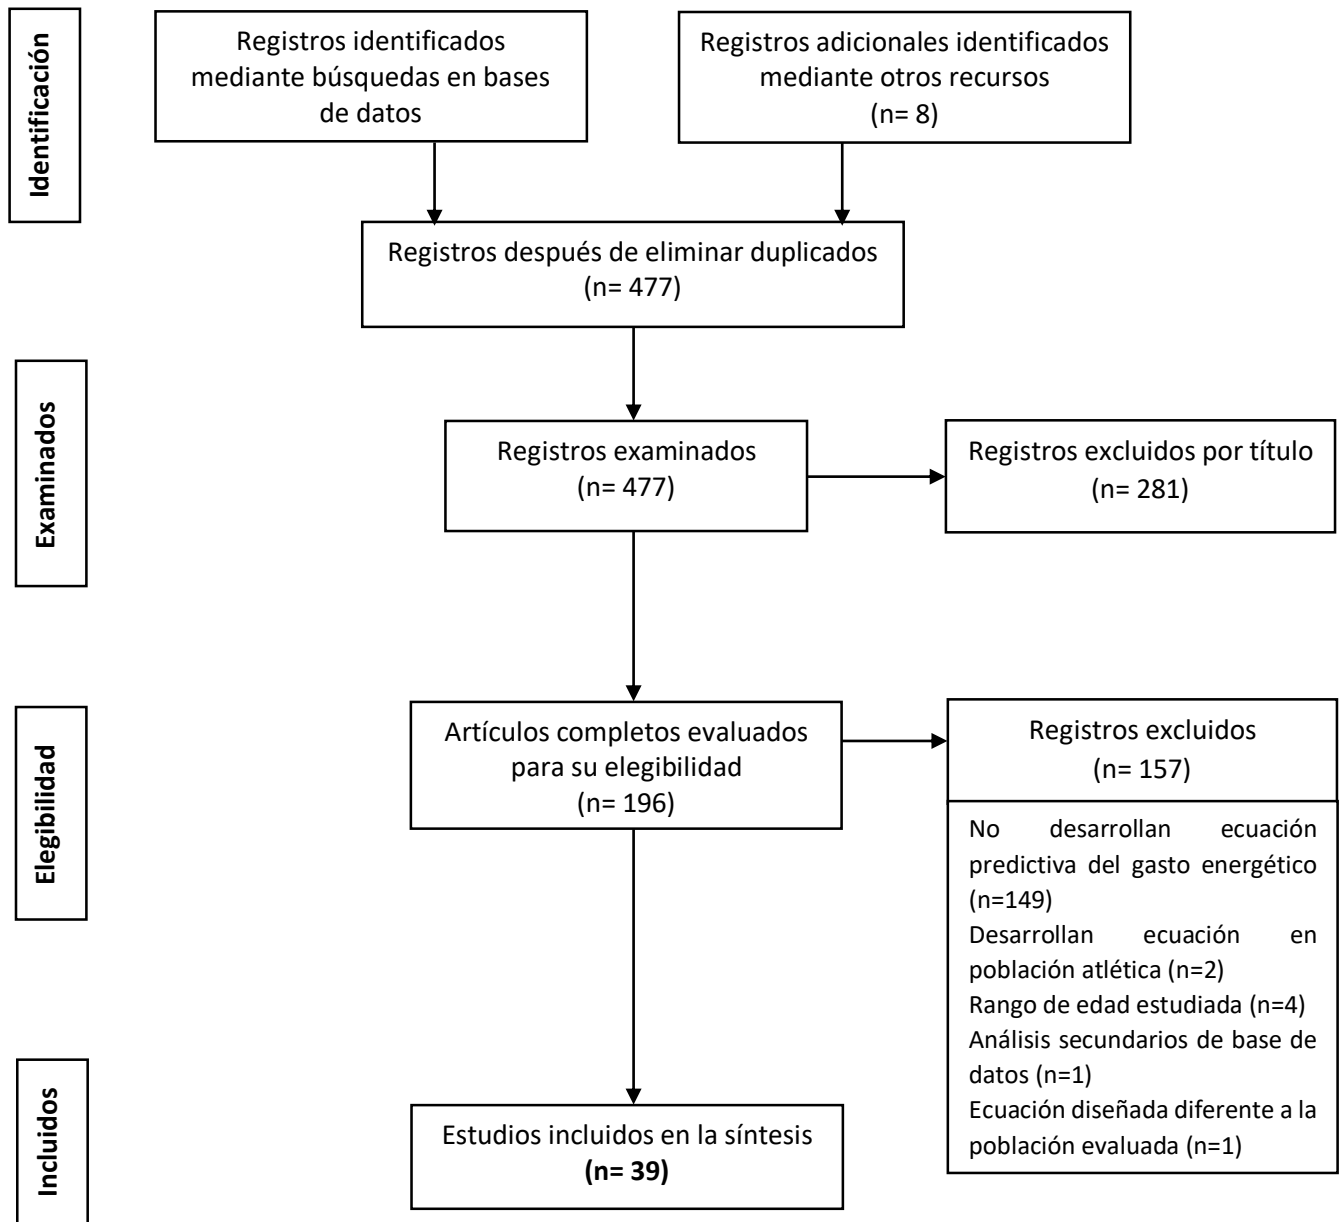 Identificación
Registros identificados
mediante búsquedas en bases
de datos
Registros adicionales identificados
mediante otros recursos
(n= 8)
Registros después de eliminar duplicados
(n= 477)
Examinados
Registros examinados
(n= 477)
Registros excluidos por título
(n= 281)
Elegibilidad
Artículos completos evaluados
para su elegibilidad
(n= 196)
Registros excluidos
(n= 157)
No desarrollan ecuación
predictiva del gasto energético
(n=149)
Desarrollan ecuación en
población atlética (n=2)
Rango de edad estudiada (n=4)
Análisis secundarios de base de
datos (n=1)
Ecuación diseñada diferente a la
población evaluada (n=1)
Incluidos
Estudios incluidos en la síntesis
(n= 39)